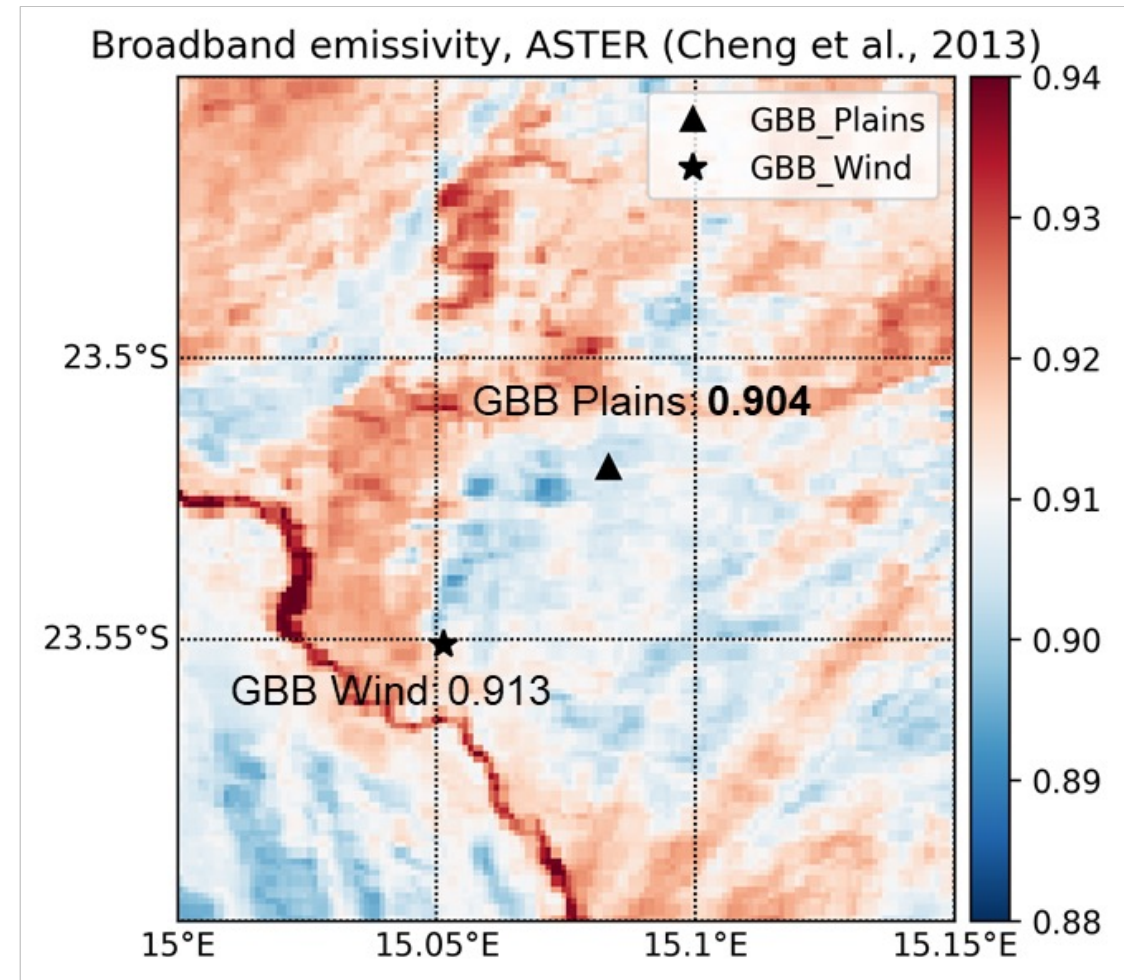 Broadband emissivity, ASTER (Cheng et al., 2013)
GBB_Plains
GBB_Wind
0.94
0.93
0.92
0.91
0.90
0.89
0.88
23.5°S
23.55°S
GBB Plains: 0.904
GBB Wind: 0.913
15°E
15.05°E
15.1°E
15.15°E